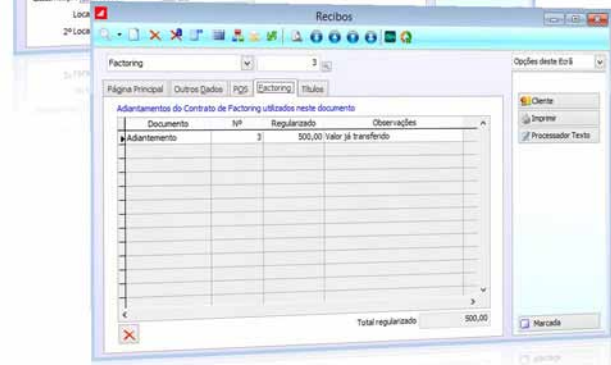 Loca
2º Loca
Recibos
Factoring 3
Opções deste Ecrã
Página Principal Outros Dados POS Factoring Títulos
Adiantamentos do Contrato de Factoring utilizados neste documento
Documento Nº Regularizado Observações
Adiantemento 3 500,00 Valor já transferido
Total regularizado 500,00
Cliente
Imprimir
Processador Texto
Marcada